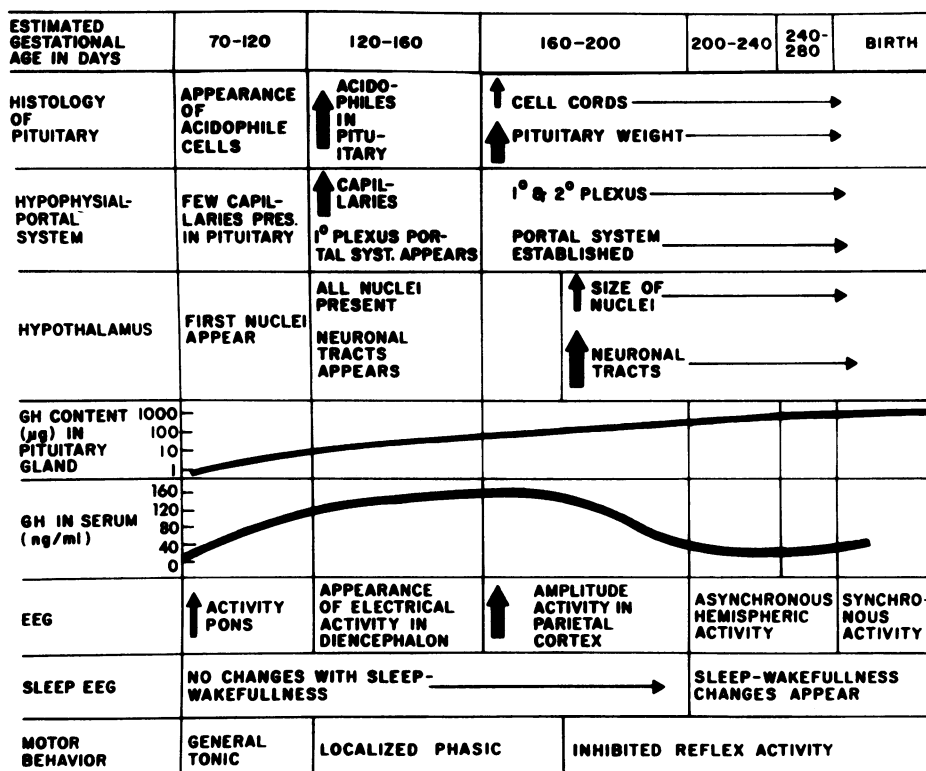 ESTIMATED
GESTATIONAL
AGE IN DAYS
70-120
120-160
160-200
200-240
240-
280
BIRTH
HISTOLOGY
OF
PITUITARY
APPEARANCE
OF
ACIDOPHILE
CELLS
ACIDO-
PHILES
IN
PITU-
ITARY
CELL CORDS
PITUITARY WEIGHT
HYPOPHYSIAL-
PORTAL
SYSTEM
FEW CAPIL-
LARIES PRES.
IN PITUITARY
CAPIL-
LARIES
1º PLEXUS POR-
TAL SYST. APPEARS
1º & 2º PLEXUS
PORTAL SYSTEM
ESTABLISHED
HYPOTHALAMUS
FIRST NUCLEI
APPEAR
ALL NUCLEI
PRESENT
NEURONAL
TRACTS
APPEARS
SIZE OF
NUCLEI
NEURONAL
TRACTS
GH CONTENT
(µg) IN
PITUITARY
GLAND
1000
100
10
1
GH IN SERUM
(ng/ml)
160
120
80
40
0
EEG
ACTIVITY
PONS
APPEARANCE
OF ELECTRICAL
ACTIVITY IN
DIENCEPHALON
AMPLITUDE
ACTIVITY IN
PARIETAL
CORTEX
ASYNCHRONOUS
HEMISPHERIC
ACTIVITY
SYNCHRO-
NOUS
ACTIVITY
SLEEP EEG
NO CHANGES WITH SLEEP-
WAKEFULLNESS
SLEEP-WAKEFULLNESS
CHANGES APPEAR
MOTOR
BEHAVIOR
GENERAL
TONIC
LOCALIZED PHASIC
INHIBITED REFLEX ACTIVITY